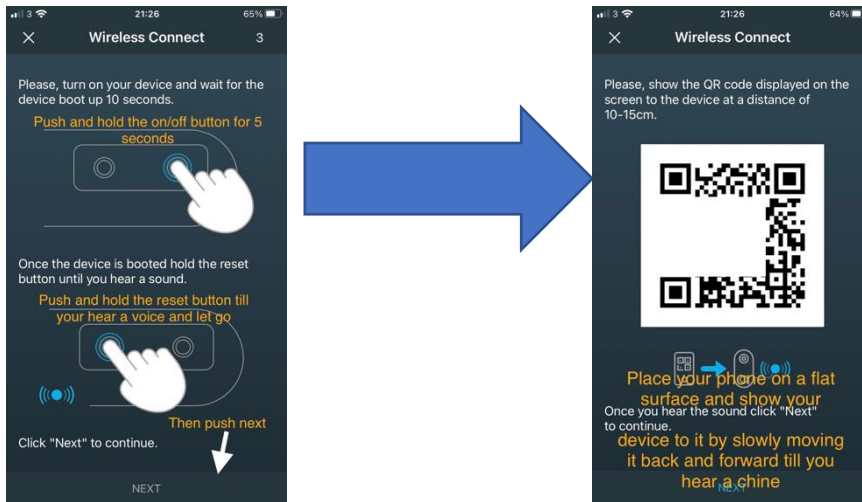 3 21:26 65%
Wireless Connect 3
Please, turn on your device and wait for the
device boot up 10 seconds.
Push and hold the on/off button for 5
seconds
Once the device is booted hold the reset
button until you hear a sound.
Push and hold the reset button till
your hear a voice and let go
Then push next
Click "Next" to continue.
NEXT
3 21:26 64%
Wireless Connect
Please, show the QR code displayed on the
screen to the device at a distance of
10-15cm.
Place your phone on a flat
surface and show your
Once you hear the sound click "Next"
to continue.
device to it by slowly moving
it back and forward till you
hear a chine
NEXT